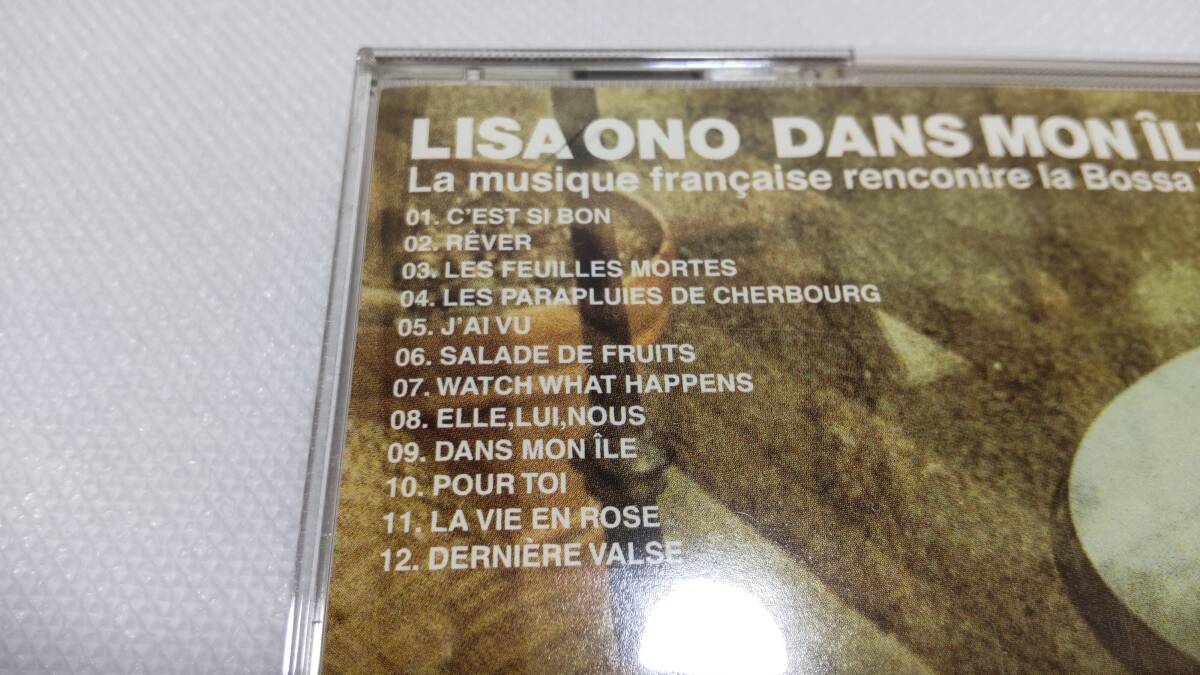 LISA ONO DANS MON ÎL
La musique française rencontre la Bossa
01. C'EST SI BON
02. RÊVER
03. LES FEUILLES MORTES
04. LES PARAPLUIES DE CHERBOURG
05. J'AI VU
06. SALADE DE FRUITS
07. WATCH WHAT HAPPENS
08. ELLE,LUI,NOUS
09. DANS MON ÎLE
10. POUR TOI
11. LA VIE EN ROSE
12. DERNIÈRE VALSE